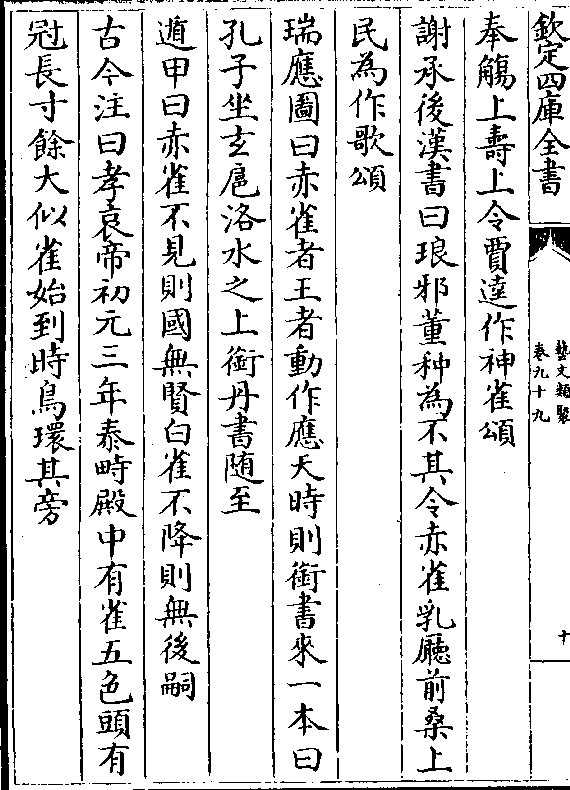 欽定四庫全書
藝文類聚
卷九十九
十
奉觴上壽上令賈逵作神雀頌
謝承後漢書曰琅邪董种為不其令赤雀乳廳前桑上
民為作歌頌
瑞應圖曰赤雀者王者動作應天時則銜書來一本曰
孔子坐玄扈洛水之上銜丹書随至
遁甲曰赤雀不見則國無賢白雀不降則無後嗣
古今注曰孝哀帝初元三年泰畤殿中有雀五色頭有
冠長寸餘大似雀始到時鳥環其旁